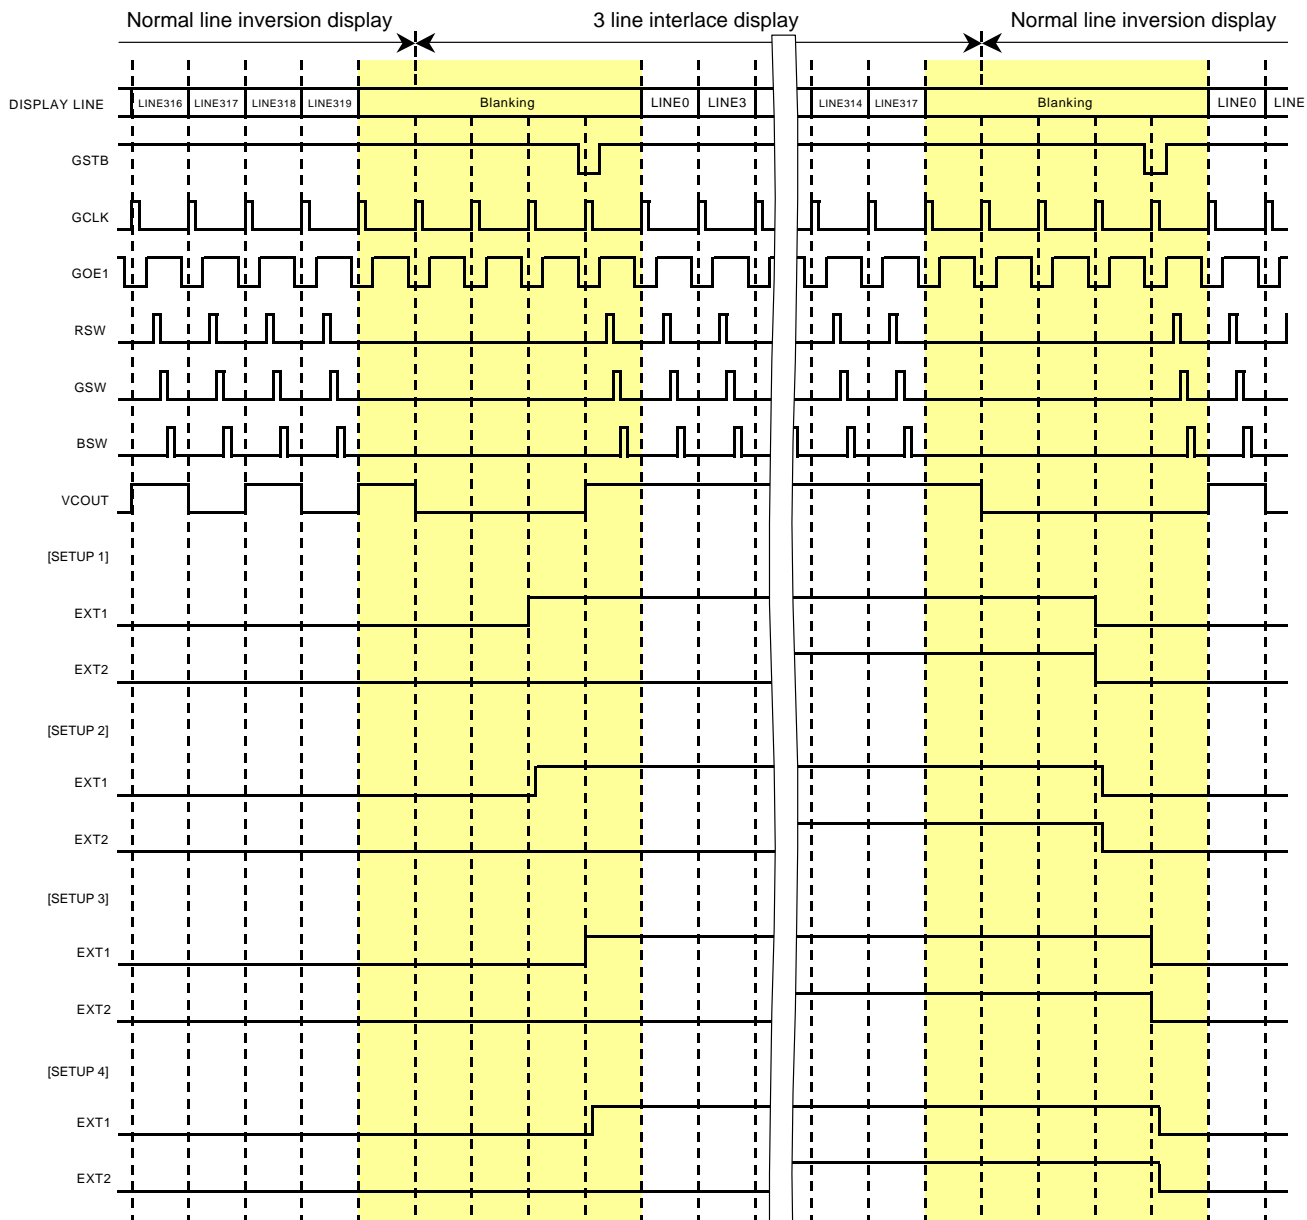 Normal line inversion display 3 line interlace display Normal line inversion display
DISPLAY LINE LINE316 LINE317 LINE318 LINE319 Blanking LINE0 LINE3 LINE314 LINE317 Blanking LINE0 LINE
GSTB
GCLK
GOE1
RSW
GSW
BSW
VCOUT
[SETUP 1]
EXT1
EXT2
[SETUP 2]
EXT1
EXT2
[SETUP 3]
EXT1
EXT2
[SETUP 4]
EXT1
EXT2